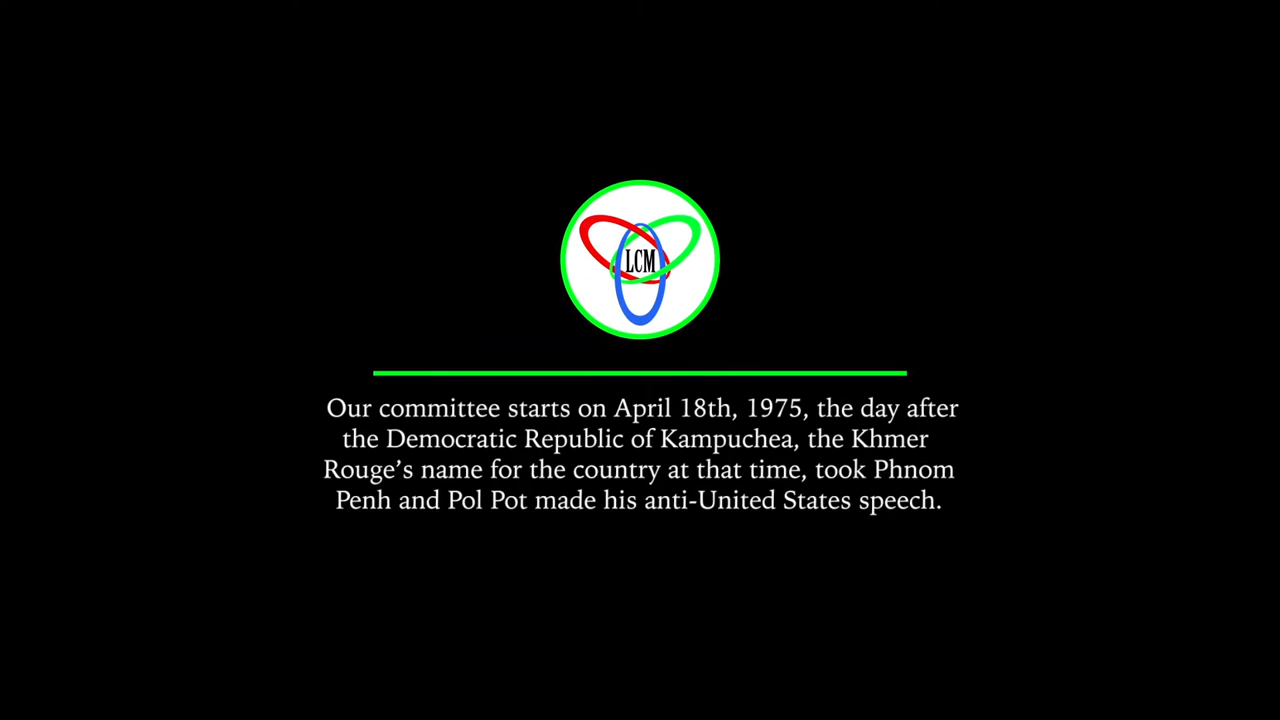 LCM
Our committee starts on April 18th, 1975, the day after
the Democratic Republic of Kampuchea, the Khmer
Rouge’s name for the country at that time, took Phnom
Penh and Pol Pot made his anti-United States speech.